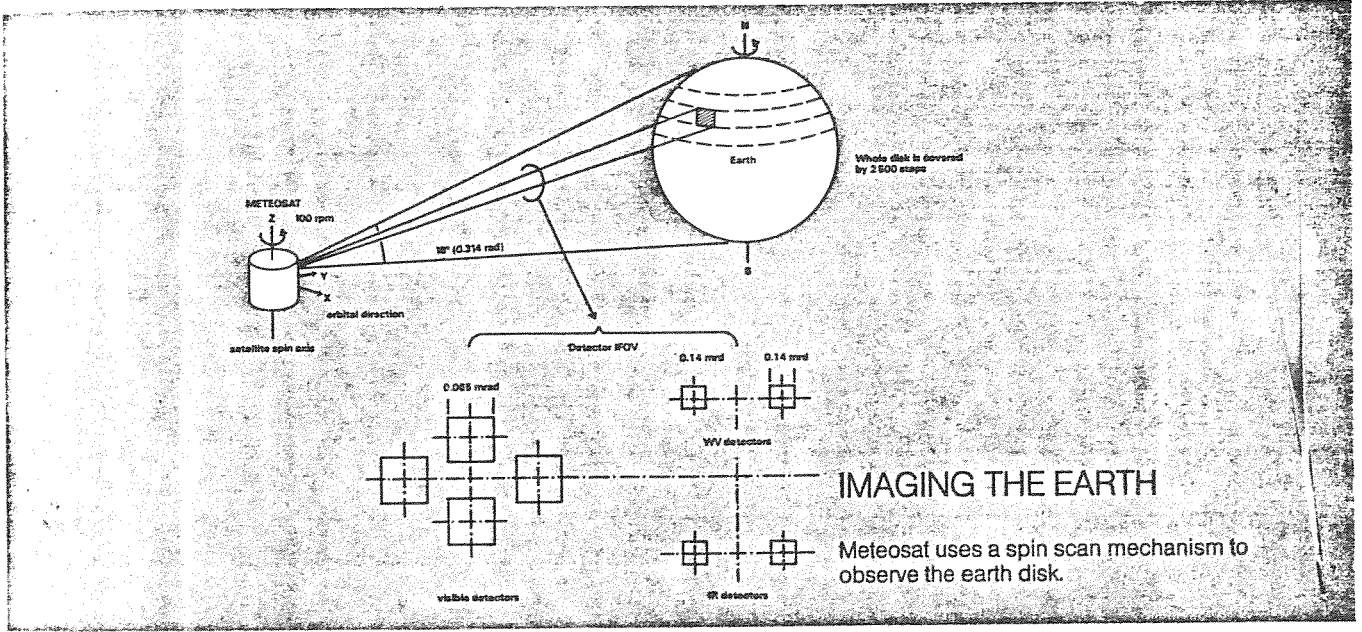 N
Earth
Whole disk is covered
by 2500 steps
METEOSAT
Z 100 rpm
18° (0.314 rad)
Y
X
orbital direction
S
satellite spin axis
Detector IFOV
0.065 mrad
0.14 mrd 0.14 mrd
WV detectors
IMAGING THE EARTH
Meteosat uses a spin scan mechanism to
observe the earth disk.
visible detectors
IR detectors